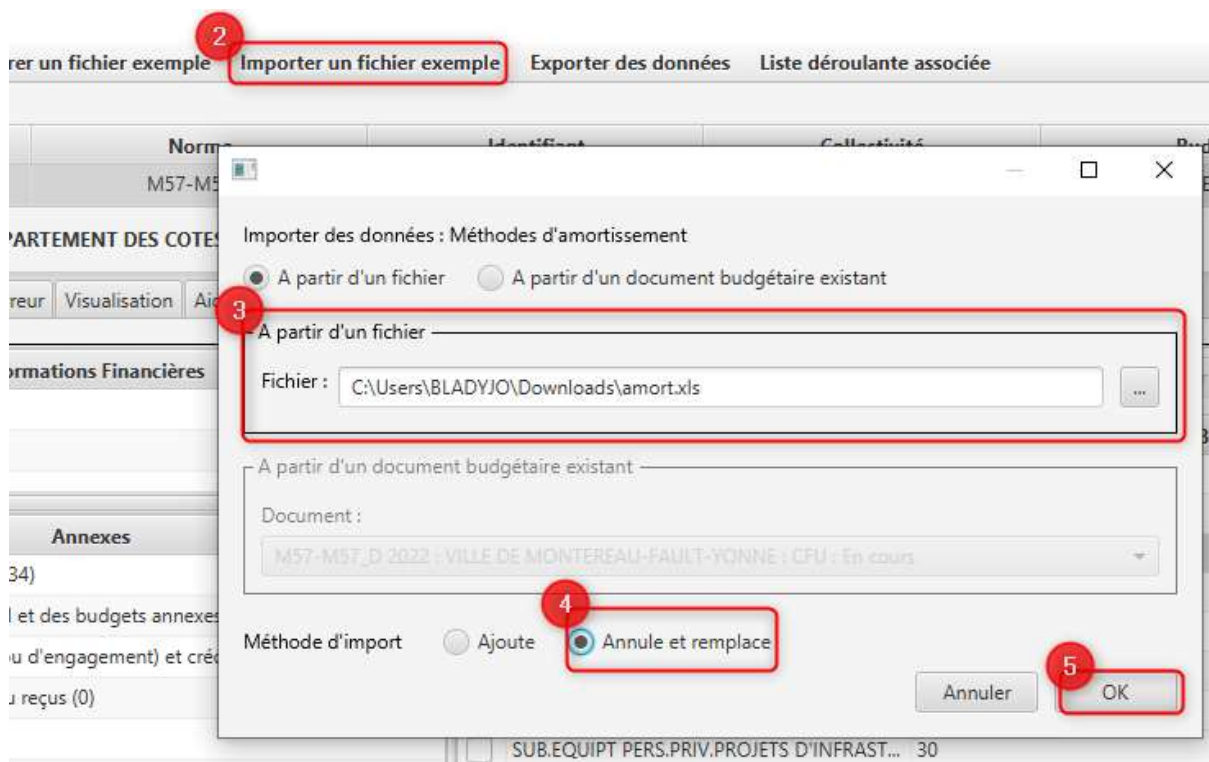 2
rer un fichier exemple Importer un fichier exemple Exporter des données Liste déroulante associée
Norme Identifiant Collectivité Bud
M57-M5
PARTEMENT DES COTES
Importer des données : Méthodes d'amortissement
A partir d'un fichier A partir d'un document budgétaire existant
reur Visualisation Aid
3
A partir d'un fichier
ormations Financières
Fichier : C:\Users\BLADYJO\Downloads\amort.xls ...
A partir d'un document budgétaire existant
Document :
Annexes
M57-M57_D 2022 : VILLE DE MONTEREAU-FAULT-YONNE : CFU : En cours
34)
l et des budgets annexes
4
Méthode d'import Ajoute Annule et remplace
ou d'engagement) et créd
5
u reçus (0)
Annuler OK
SUB.EQUIPT PERS.PRIV.PROJETS D'INFRAST... 30